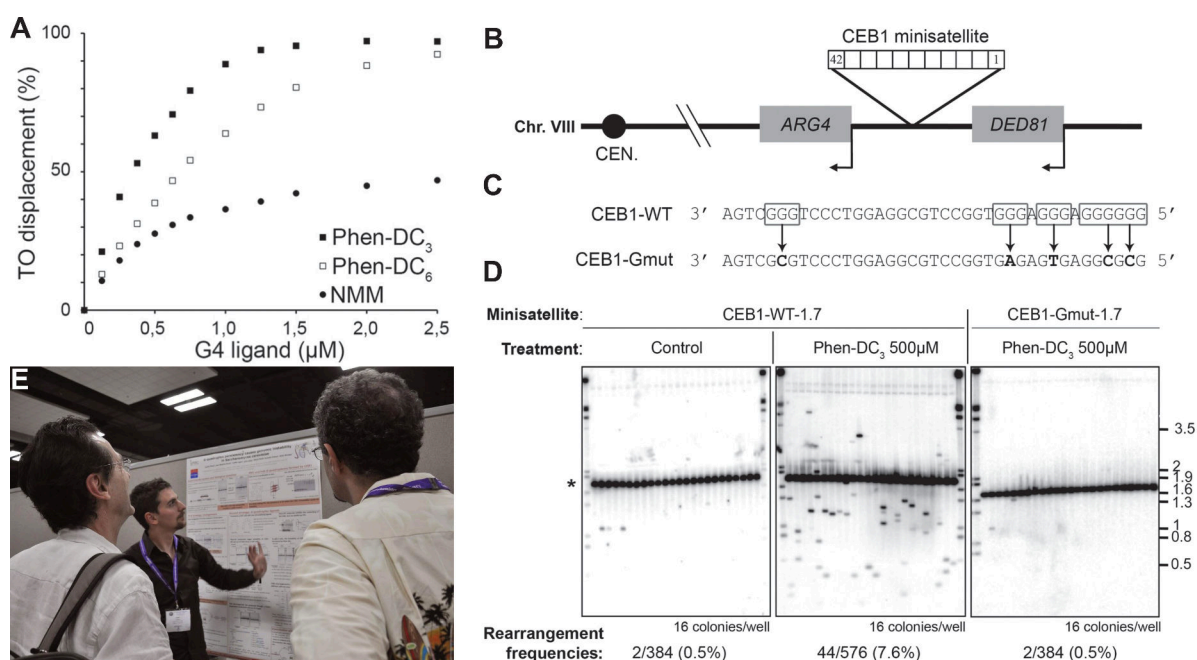 A
100
50
0
TO displacement (%)
Phen-DC3
Phen-DC6
NMM
0 0,5 1,0 1,5 2,0 2,5
G4 ligand (µM)
B
CEB1 minisatellite
42 1
Chr. VIII
CEN.
ARG4
DED81
C
CEB1-WT 3′ AGTCGGGTCCCTGGAGGCGTCCGGTGGGAGGGAGGGGGG 5′
CEB1-Gmut 3′ AGTCGCGTCCCTGGAGGCGTCCGGTGAGAGTGAGGCGCG 5′
D
Minisatellite: CEB1-WT-1.7 CEB1-Gmut-1.7
Treatment: Control Phen-DC3 500µM Phen-DC3 500µM
*
3.5
2
1.9
1.6
1.3
1
0.8
0.5
16 colonies/well 16 colonies/well 16 colonies/well
Rearrangement
frequencies: 2/384 (0.5%) 44/576 (7.6%) 2/384 (0.5%)
E